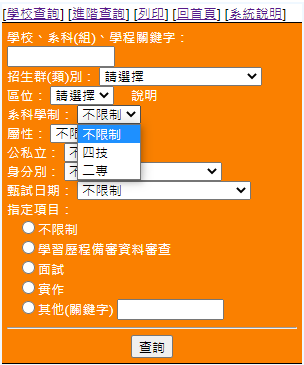 [學校查詢] [進階查詢] [列印] [回首頁] [系統說明]
學校、系科(組)、學程關鍵字：
招生群(類)別： 請選擇
區位： 請選擇 說明
系科學制： 不限制
不限制
四技
二專
屬性：
公私立：
身分別：
甄試日期： 不限制
指定項目：
不限制
學習歷程備審資料審查
面試
實作
其他(關鍵字)
查詢